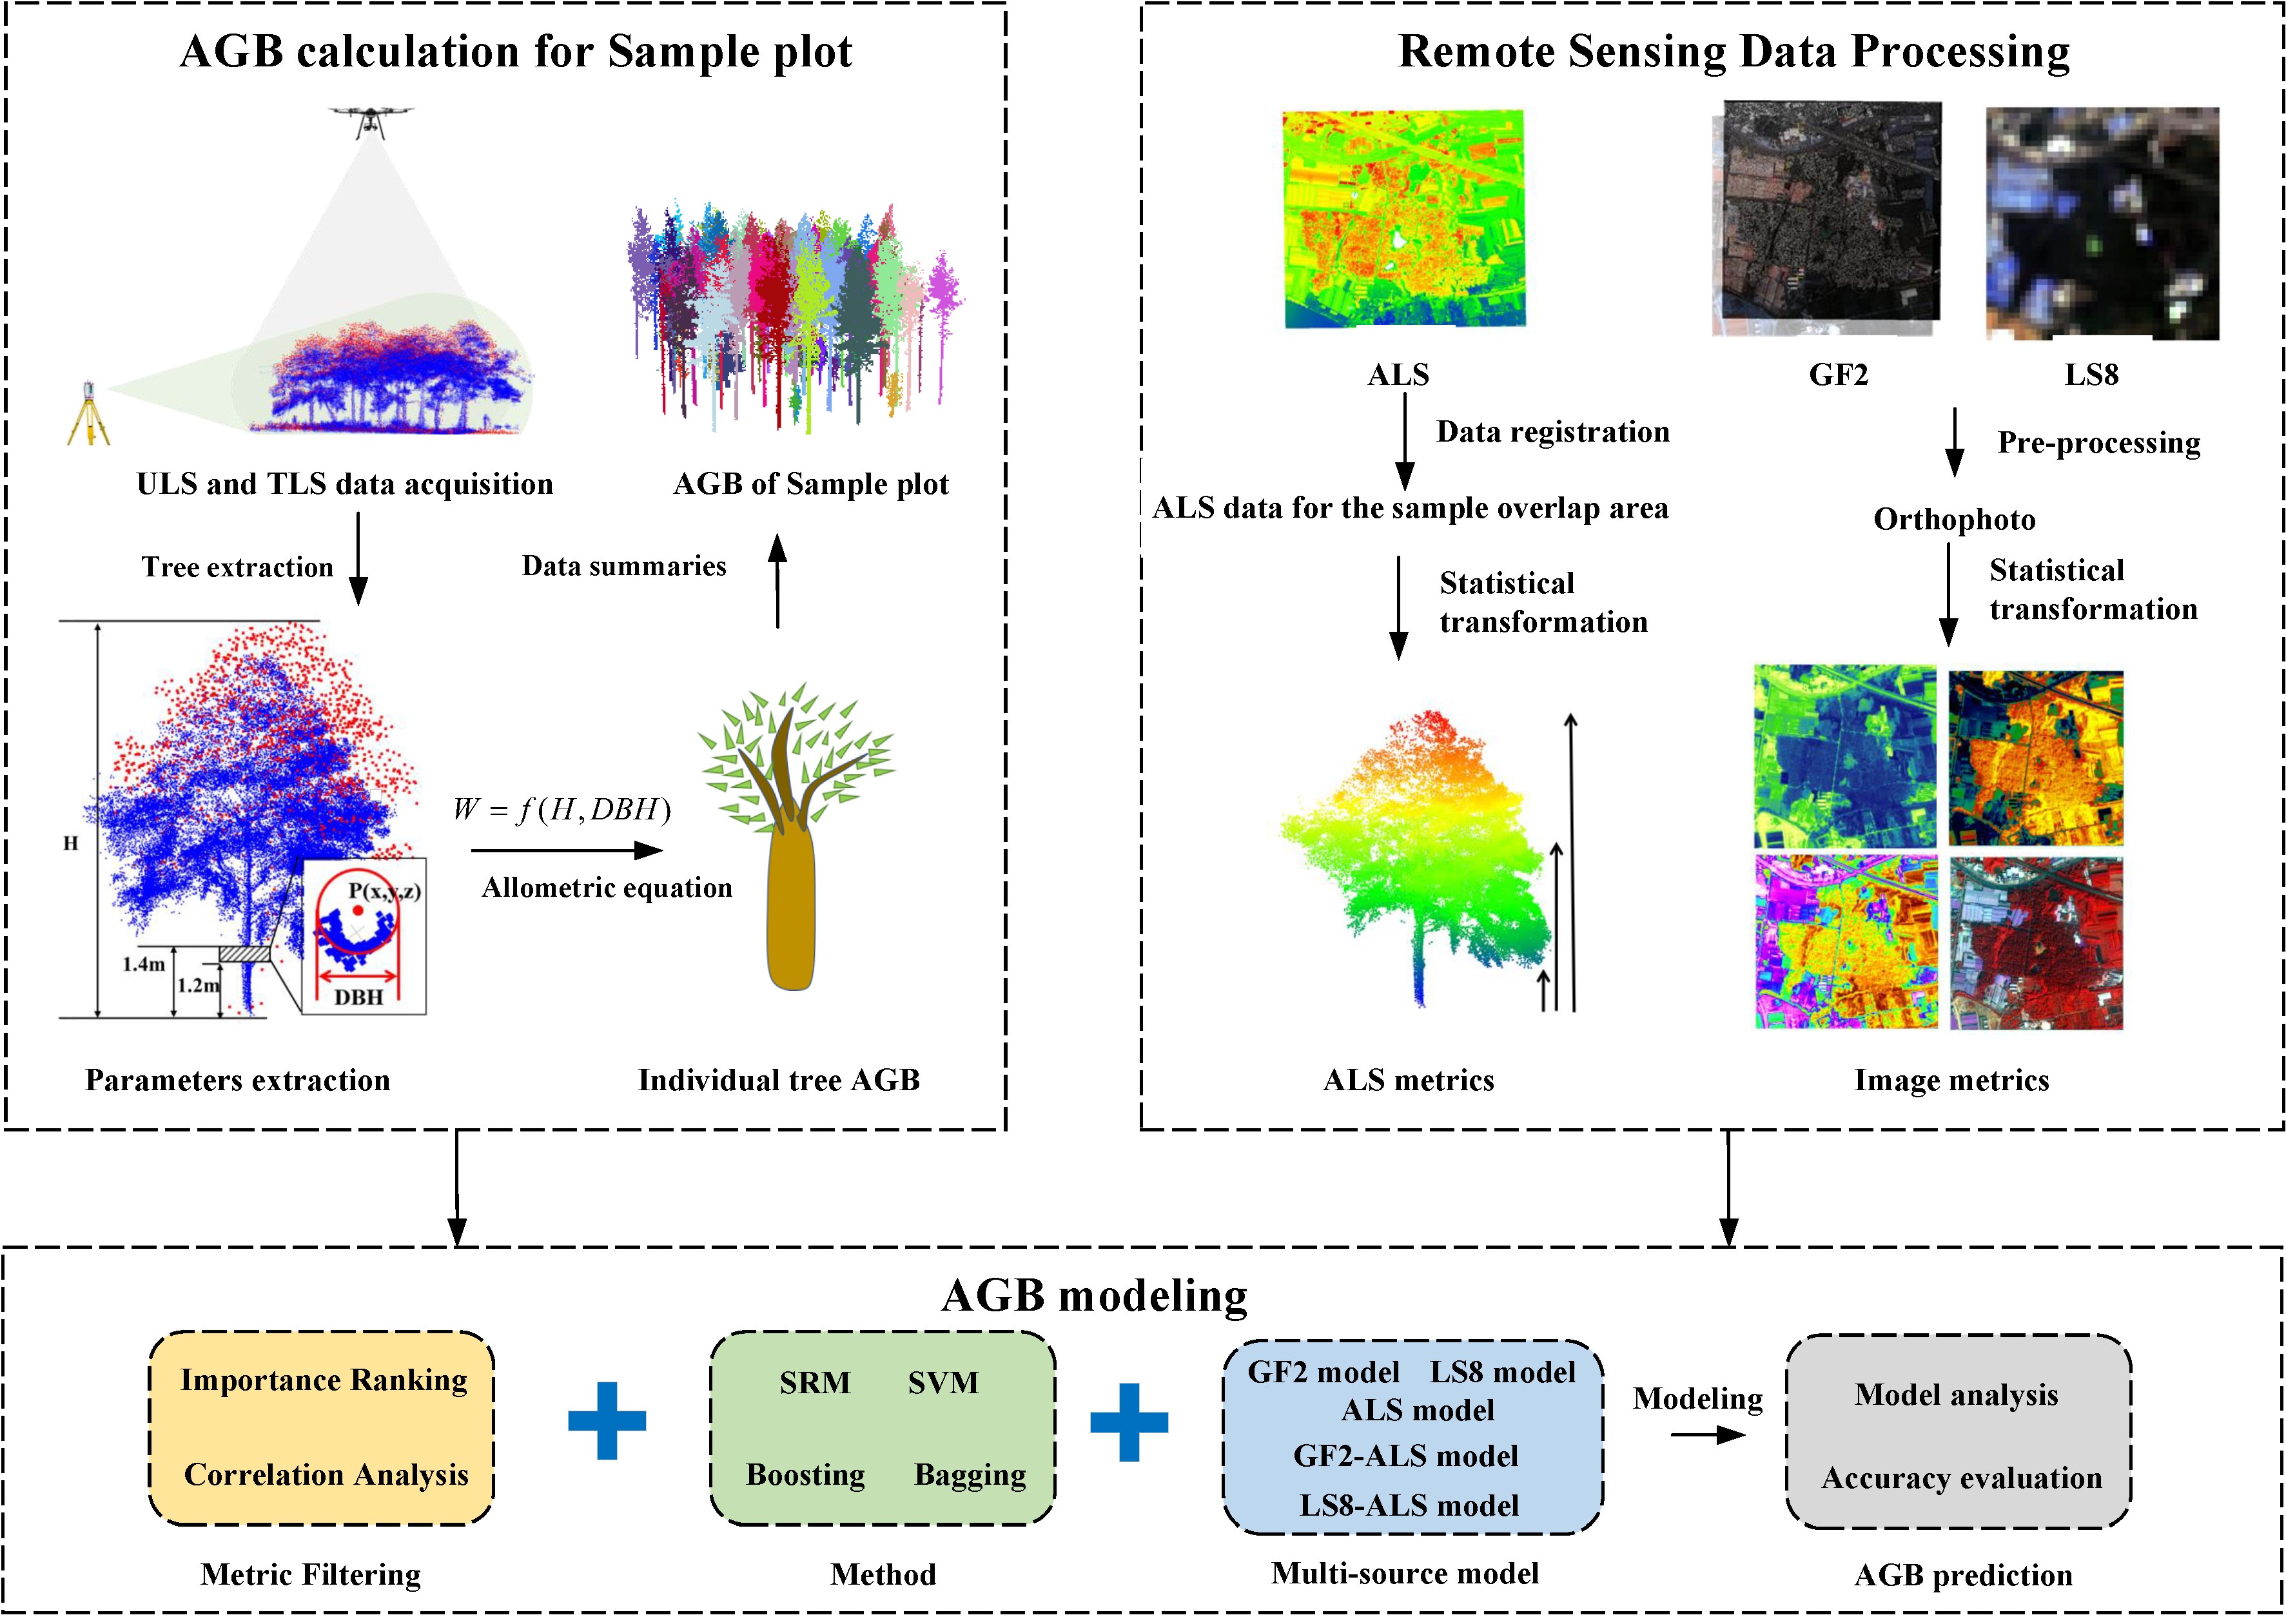 AGB calculation for Sample plot
ULS and TLS data acquisition
AGB of Sample plot
Tree extraction
Data summaries
H
P(x,y,z)
DBH
1.4m
1.2m
W = f(H, DBH)
Allometric equation
Parameters extraction
Individual tree AGB
Remote Sensing Data Processing
ALS
GF2
LS8
Data registration
Pre-processing
ALS data for the sample overlap area
Orthophoto
Statistical
transformation
Statistical
transformation
ALS metrics
Image metrics
AGB modeling
Importance Ranking
Correlation Analysis
Metric Filtering
SRM SVM
Boosting Bagging
Method
GF2 model LS8 model
ALS model
GF2-ALS model
LS8-ALS model
Multi-source model
Modeling
Model analysis
Accuracy evaluation
AGB prediction